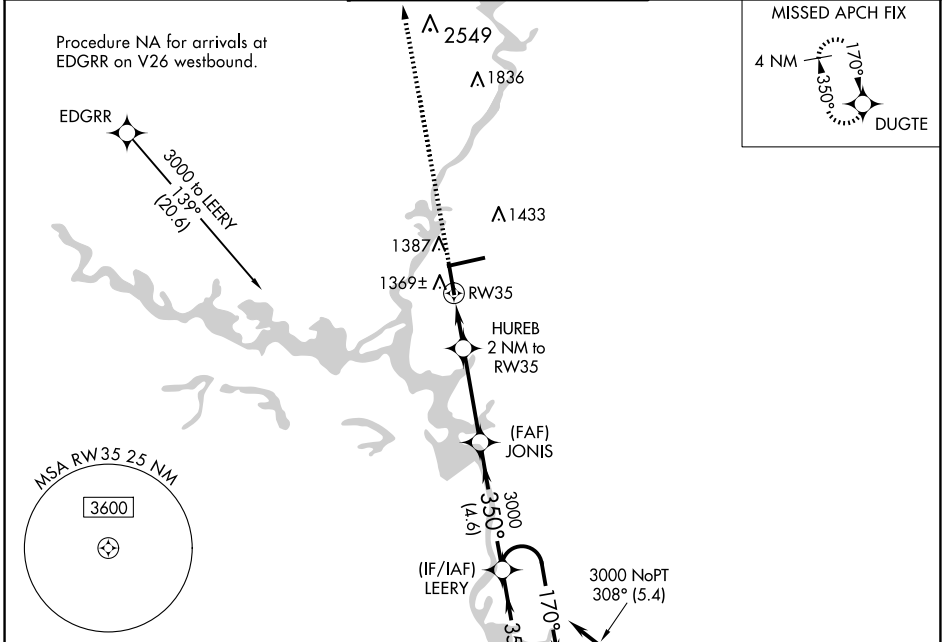 Procedure NA for arrivals at
EDGRR on V26 westbound.
EDGRR
3000 to LEERY
139°
(20.6)
2549
1836
1433
1387
1369±
RW35
HUREB
2 NM to
RW35
(FAF)
JONIS
3000
350°
(4.6)
(IF/IAF)
LEERY
170°
35
3000 NoPT
308° (5.4)
MSA RW35 25 NM
3600
MISSED APCH FIX
4 NM
170°
350°
DUGTE